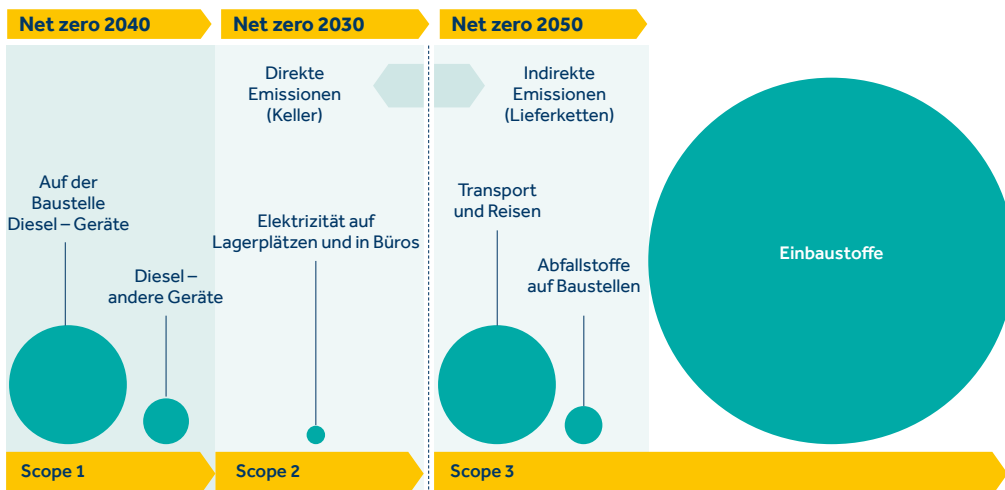 Net zero 2040
Net zero 2030
Net zero 2050
Direkte
Emissionen
(Keller)
Indirekte
Emissionen
(Lieferketten)
Auf der
Baustelle
Diesel – Geräte
Diesel –
andere Geräte
Elektrizität auf
Lagerplätzen und in Büros
Transport
und Reisen
Abfallstoffe
auf Baustellen
Einbaustoffe
Scope 1
Scope 2
Scope 3